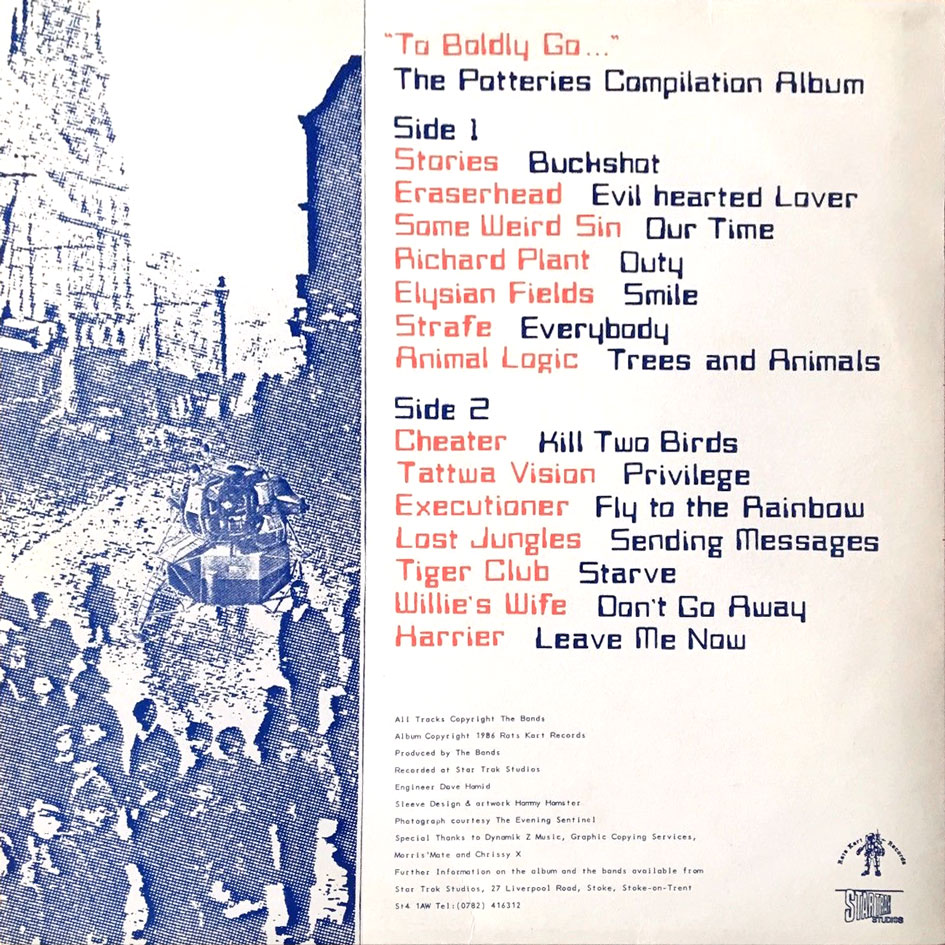 "To Boldly Go..."
The Potteries Compilation Album
Side 1
Stories Buckshot
Eraserhead Evil hearted Lover
Some Weird Sin Our Time
Richard Plant Duty
Elysian Fields Smile
Strafe Everybody
Animal Logic Trees and Animals
Side 2
Cheater Kill Two Birds
Tattwa Vision Privilege
Executioner Fly to the Rainbow
Lost Jungles Sending Messages
Tiger Club Starve
Willie's Wife Don't Go Away
Harrier Leave Me Now
All Tracks Copyright The Bands
Album Copyright 1986 Rats Kart Records
Produced by The Bands
Recorded at Star Trak Studios
Engineer Dave Hamid
Sleeve Design & artwork Hammy Hamster
Photograph courtesy The Evening Sentinel
Special Thanks to Dynamik Z Music, Graphic Copying Services,
Morris'Mate and Chrissy X
Further Information on the album and the bands available from
Star Trak Studios, 27 Liverpool Road, Stoke, Stoke-on-Trent
St4 1AW Tel:(0782) 416312
Rats Kart Records
STARTRAK
STUDIOS